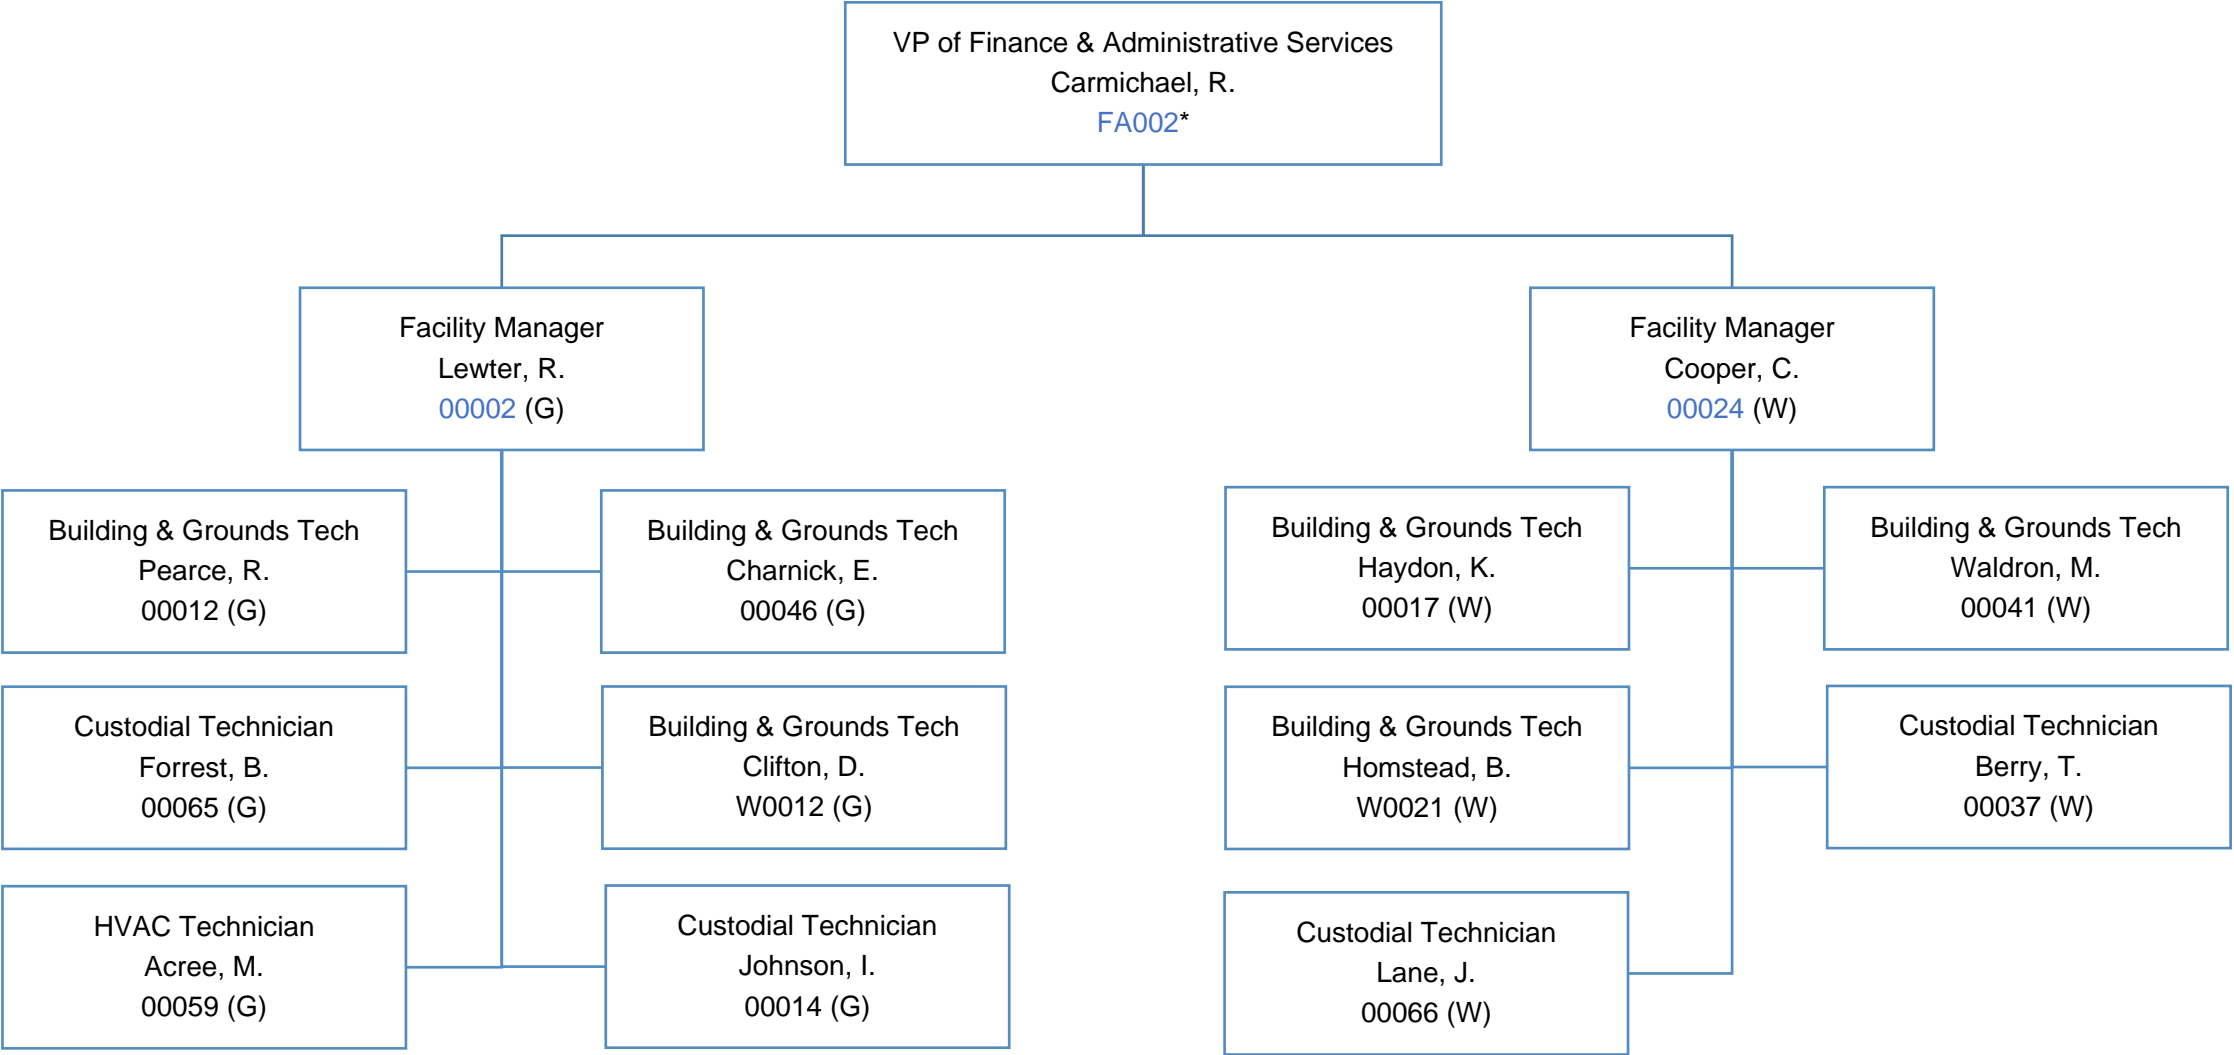 VP of Finance & Administrative Services
Carmichael, R.
FA002*
Facility Manager
Lewter, R.
00002 (G)
Facility Manager
Cooper, C.
00024 (W)
Building & Grounds Tech
Pearce, R.
00012 (G)
Building & Grounds Tech
Charnick, E.
00046 (G)
Building & Grounds Tech
Haydon, K.
00017 (W)
Building & Grounds Tech
Waldron, M.
00041 (W)
Custodial Technician
Forrest, B.
00065 (G)
Building & Grounds Tech
Clifton, D.
W0012 (G)
Building & Grounds Tech
Homstead, B.
W0021 (W)
Custodial Technician
Berry, T.
00037 (W)
HVAC Technician
Acree, M.
00059 (G)
Custodial Technician
Johnson, I.
00014 (G)
Custodial Technician
Lane, J.
00066 (W)